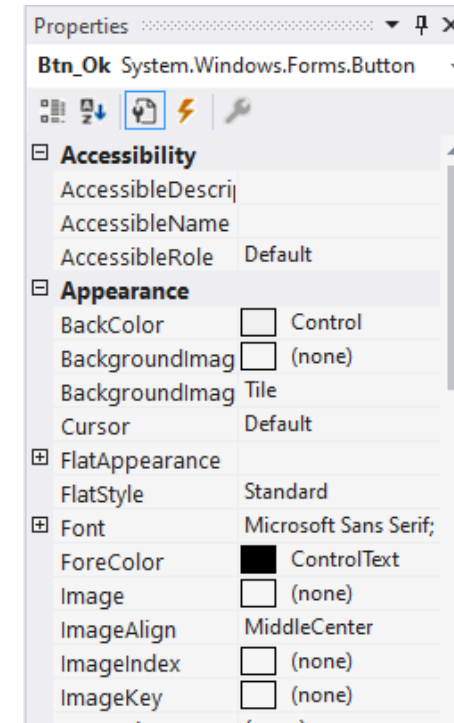 Properties
Btn_Ok System.Windows.Forms.Button
Accessibility
AccessibleDescrip
AccessibleName
AccessibleRole Default
Appearance
BackColor Control
BackgroundImag (none)
BackgroundImag Tile
Cursor Default
FlatAppearance
FlatStyle Standard
Font Microsoft Sans Serif;
ForeColor ControlText
Image (none)
ImageAlign MiddleCenter
ImageIndex (none)
ImageKey (none)